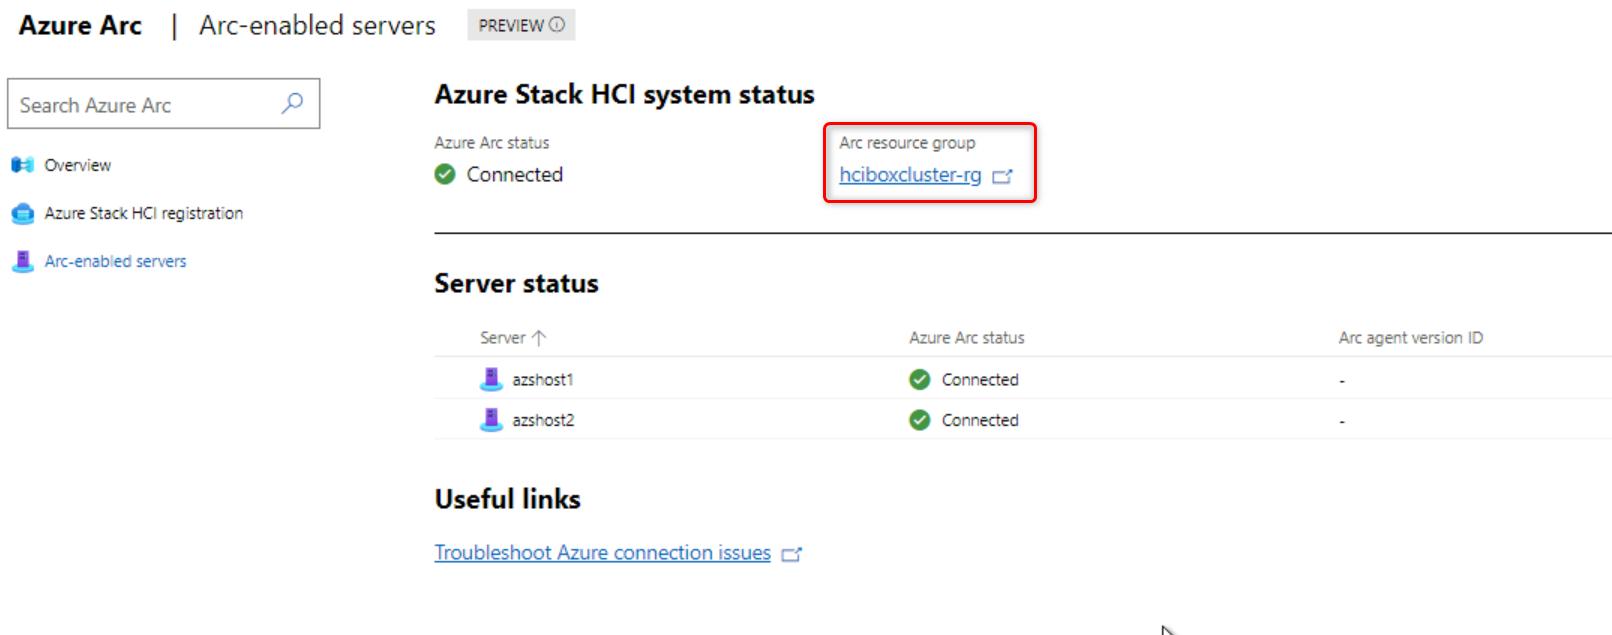 Azure Arc | Arc-enabled servers PREVIEW
Search Azure Arc
Overview
Azure Stack HCI registration
Arc-enabled servers
Azure Stack HCI system status
Azure Arc status Arc resource group
Connected hciboxcluster-rg
Server status
Server Azure Arc status Arc agent version ID
azshost1 Connected -
azshost2 Connected -
Useful links
Troubleshoot Azure connection issues